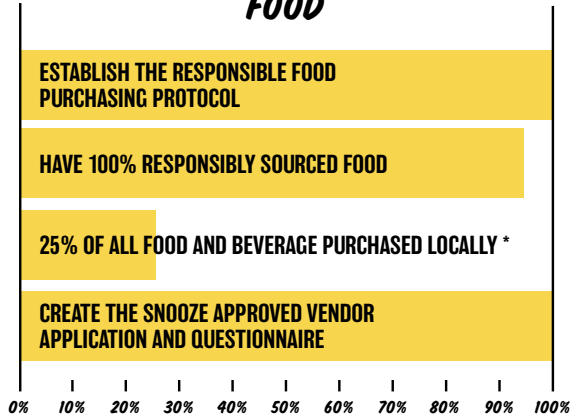 FOOD
ESTABLISH THE RESPONSIBLE FOOD
PURCHASING PROTOCOL
HAVE 100% RESPONSIBLY SOURCED FOOD
25% OF ALL FOOD AND BEVERAGE PURCHASED LOCALLY *
CREATE THE SNOOZE APPROVED VENDOR
APPLICATION AND QUESTIONNAIRE
0% 10% 20% 30% 40% 50% 60% 70% 80% 90% 100%